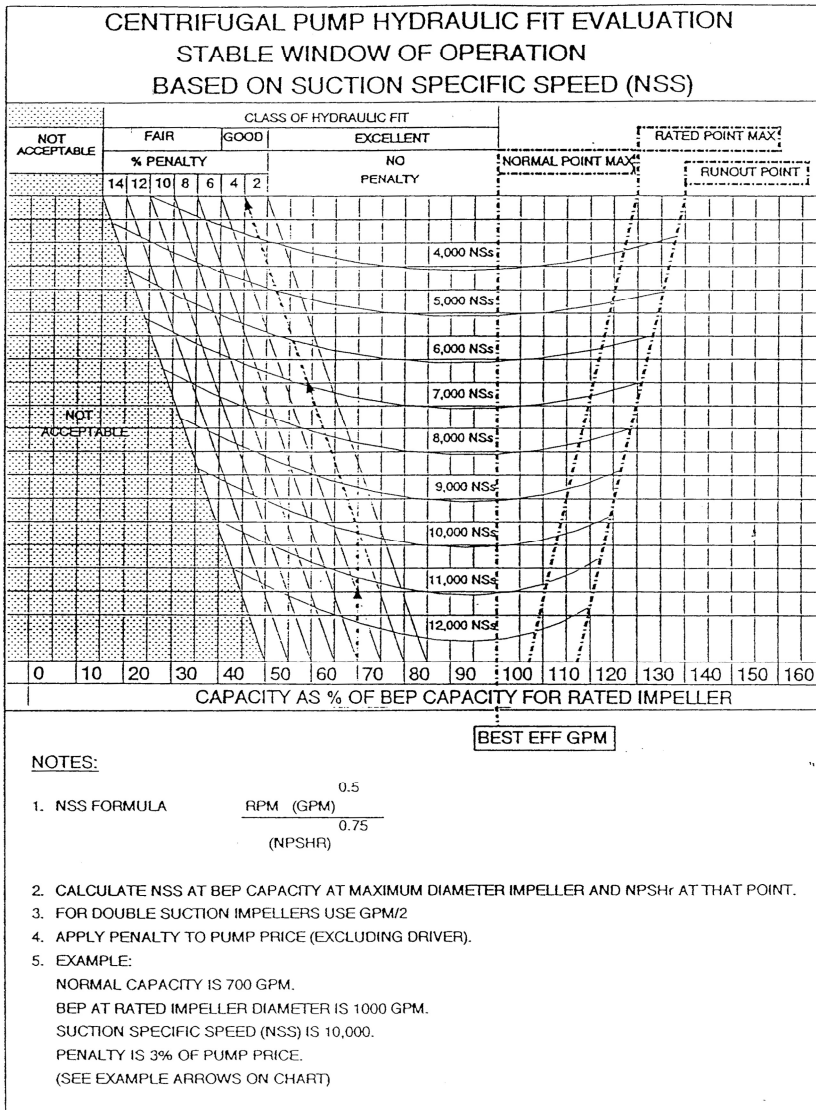 CENTRIFUGAL PUMP HYDRAULIC FIT EVALUATION
STABLE WINDOW OF OPERATION
BASED ON SUCTION SPECIFIC SPEED (NSS)
CLASS OF HYDRAULIC FIT
NOT ACCEPTABLE
FAIR
GOOD
EXCELLENT
RATED POINT MAX
% PENALTY
NO PENALTY
NORMAL POINT MAX
RUNOUT POINT
14 12 10 8 6 4 2
4,000 NSs
5,000 NSs
6,000 NSs
7,000 NSs
NOT ACCEPTABLE
8,000 NSs
9,000 NSs
10,000 NSs
11,000 NSs
12,000 NSs
0 10 20 30 40 50 60 70 80 90 100 110 120 130 140 150 160
CAPACITY AS % OF BEP CAPACITY FOR RATED IMPELLER
BEST EFF GPM
NOTES:
1. NSS FORMULA
RPM (GPM) 0.5
(NPSHR) 0.75
2. CALCULATE NSS AT BEP CAPACITY AT MAXIMUM DIAMETER IMPELLER AND NPSHr AT THAT POINT.
3. FOR DOUBLE SUCTION IMPELLERS USE GPM/2
4. APPLY PENALTY TO PUMP PRICE (EXCLUDING DRIVER).
5. EXAMPLE:
NORMAL CAPACITY IS 700 GPM.
BEP AT RATED IMPELLER DIAMETER IS 1000 GPM.
SUCTION SPECIFIC SPEED (NSS) IS 10,000.
PENALTY IS 3% OF PUMP PRICE.
(SEE EXAMPLE ARROWS ON CHART)